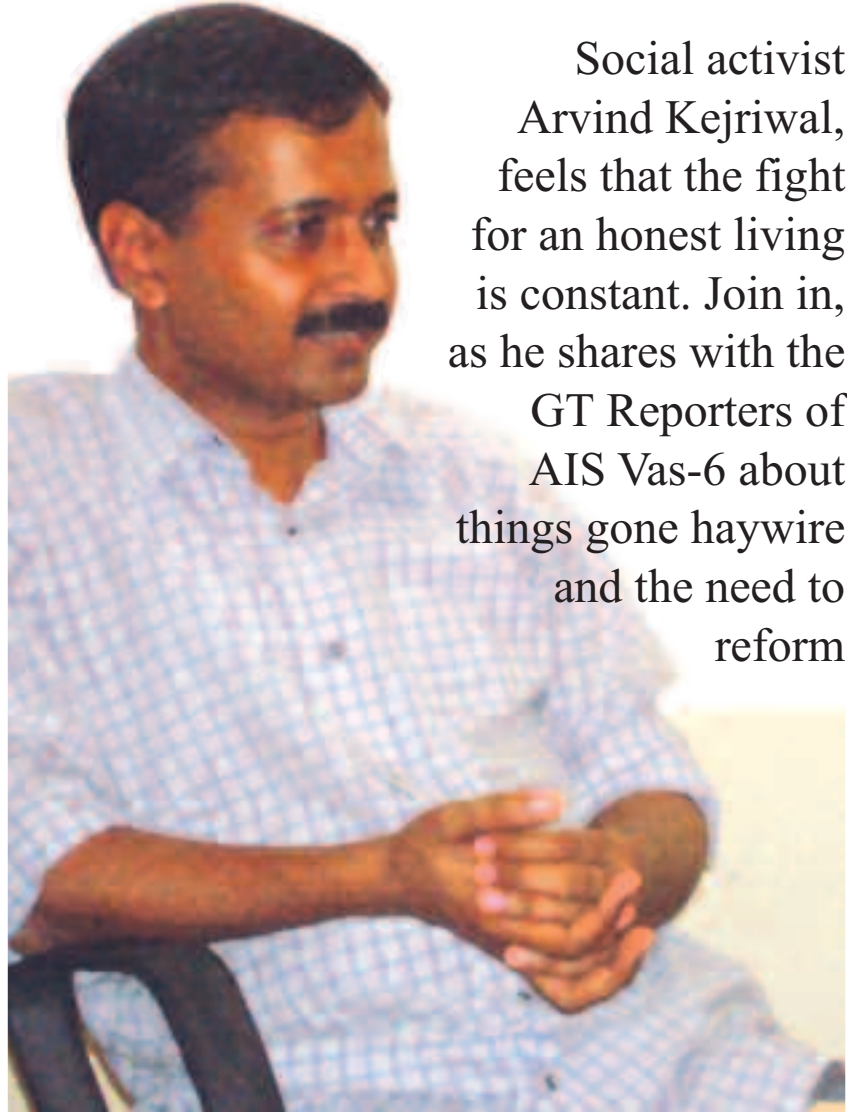 Social activist
Arvind Kejriwal,
feels that the fight
for an honest living
is constant. Join in,
as he shares with the
GT Reporters of
AIS Vas-6 about
things gone haywire
and the need to
reform